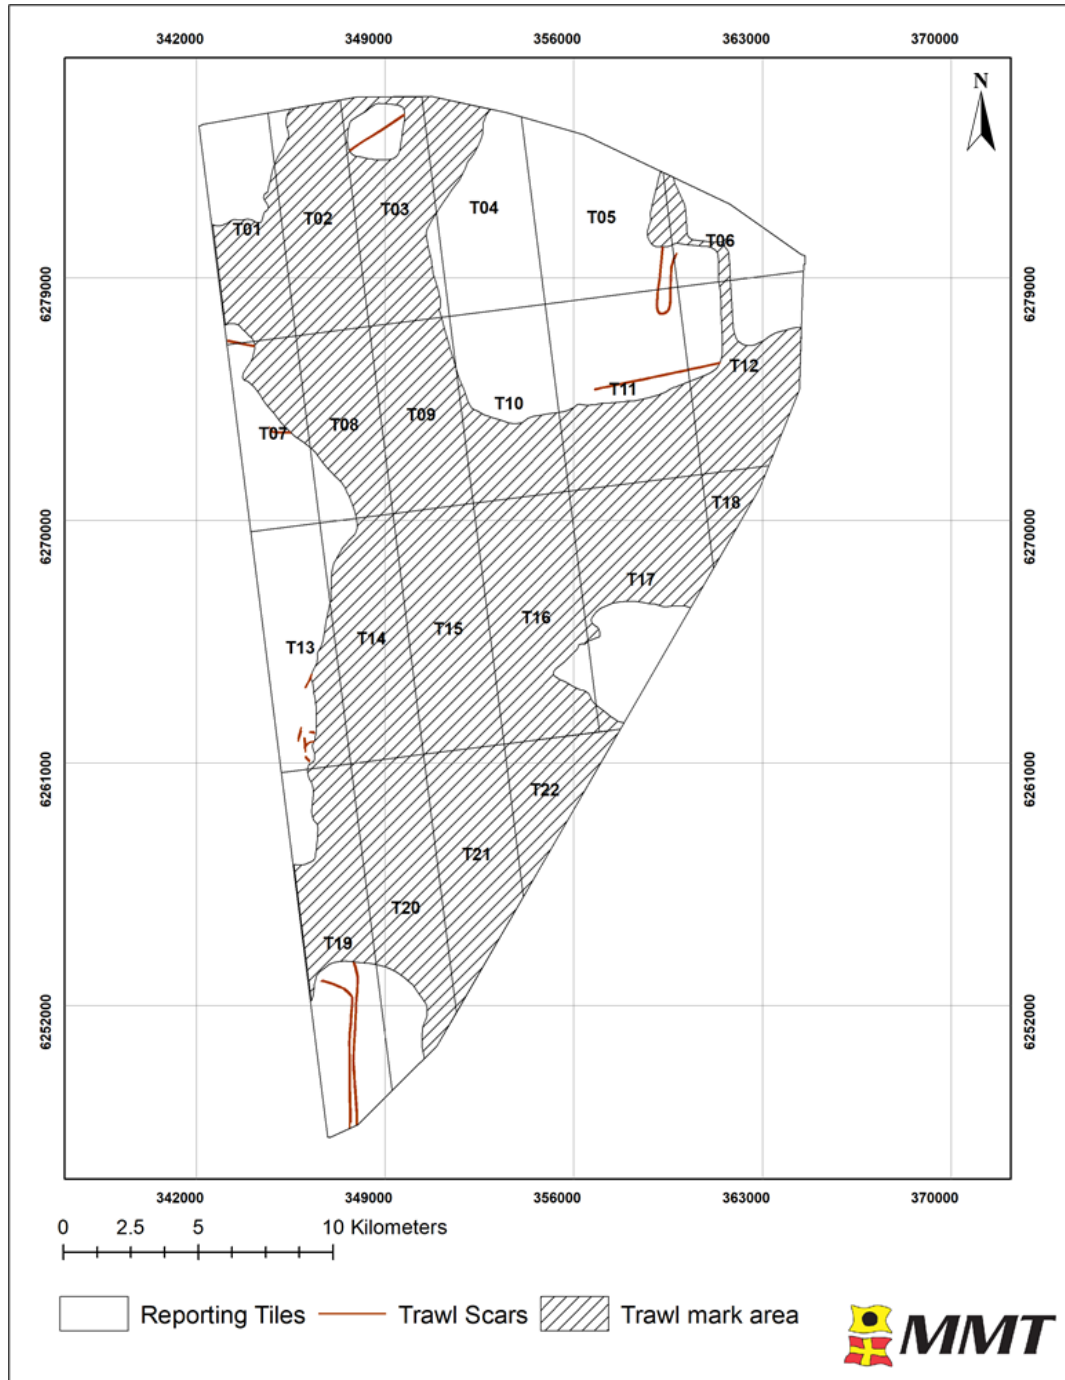 342000 349000 356000 363000 370000
N
T01 T02 T03 T04 T05 T06
6279000 6279000
T07 T08 T09 T10 T11 T12
6270000 6270000
T13 T14 T15 T16 T17 T18
6261000 6261000
T19 T20 T21 T22
6252000 6252000
342000 349000 356000 363000 370000
0 2.5 5 10 Kilometers
Reporting Tiles Trawl Scars Trawl mark area
MMT